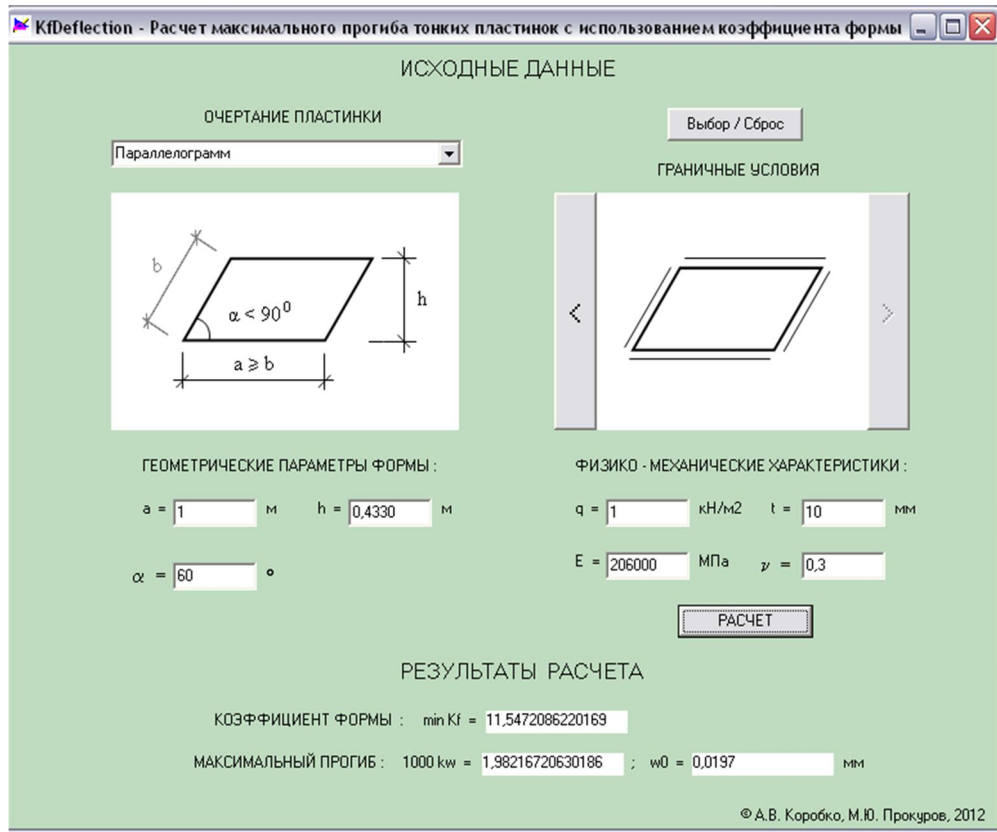 KfDeflection - Расчет максимального прогиба тонких пластинок с использованием коэффициента формы
ИСХОДНЫЕ ДАННЫЕ
ОЧЕРТАНИЕ ПЛАСТИНКИ
Выбор / Сброс
Параллелограмм
ГРАНИЧНЫЕ УСЛОВИЯ
b
α < 90⁰
h
a ⩾ b
<
>
ГЕОМЕТРИЧЕСКИЕ ПАРАМЕТРЫ ФОРМЫ :
ФИЗИКО - МЕХАНИЧЕСКИЕ ХАРАКТЕРИСТИКИ :
a = 1 м h = 0,4330 м
q = 1 кН/м2 t = 10 мм
α = 60 °
E = 206000 МПа ν = 0,3
РАСЧЕТ
РЕЗУЛЬТАТЫ РАСЧЕТА
КОЭФФИЦИЕНТ ФОРМЫ : min Kf = 11,5472086220169
МАКСИМАЛЬНЫЙ ПРОГИБ : 1000 kw = 1,98216720630186 ; w0 = 0,0197 мм
© А.В. Коробко, М.Ю. Прокуров, 2012